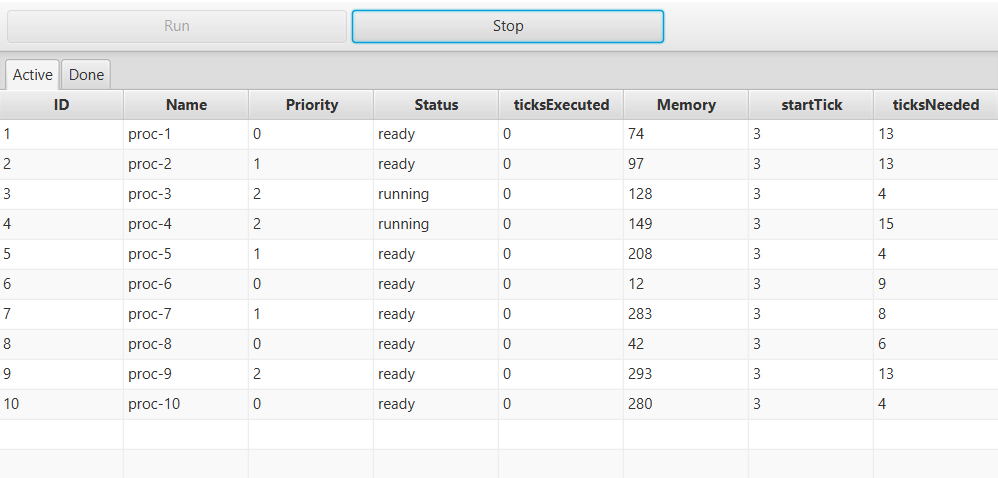 Run Stop
Active Done
ID Name Priority Status ticksExecuted Memory startTick ticksNeeded
1 proc-1 0 ready 0 74 3 13
2 proc-2 1 ready 0 97 3 13
3 proc-3 2 running 0 128 3 4
4 proc-4 2 running 0 149 3 15
5 proc-5 1 ready 0 208 3 4
6 proc-6 0 ready 0 12 3 9
7 proc-7 1 ready 0 283 3 8
8 proc-8 0 ready 0 42 3 6
9 proc-9 2 ready 0 293 3 13
10 proc-10 0 ready 0 280 3 4